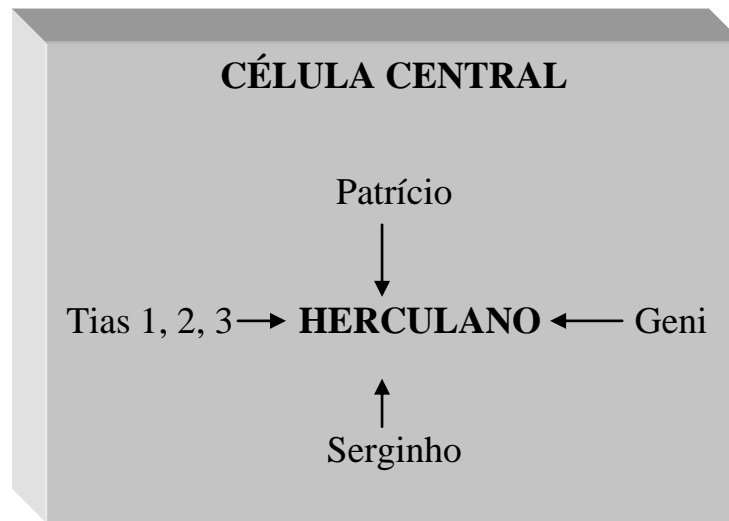 CÉLULA CENTRAL
Patrício
Tias 1, 2, 3 HERCULANO Geni
Serginho